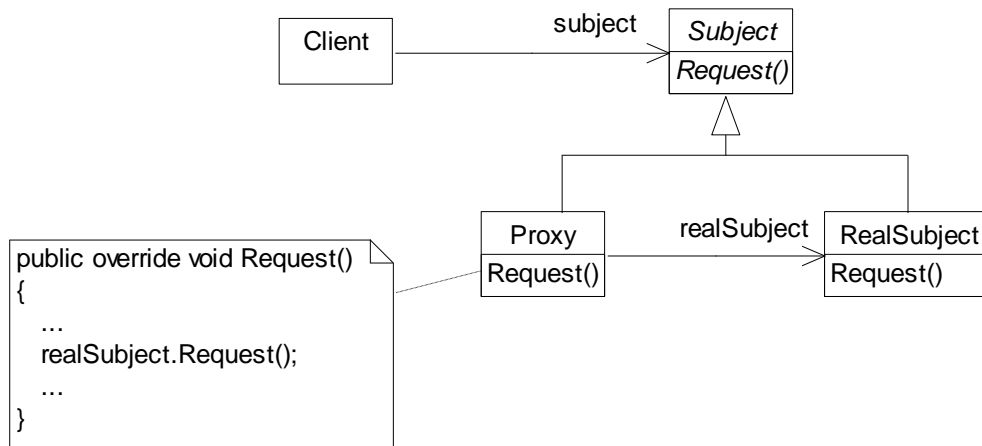 Client
subject
Subject
Request()
Proxy
Request()
realSubject
RealSubject
Request()
public override void Request()
{
...
realSubject.Request();
...
}